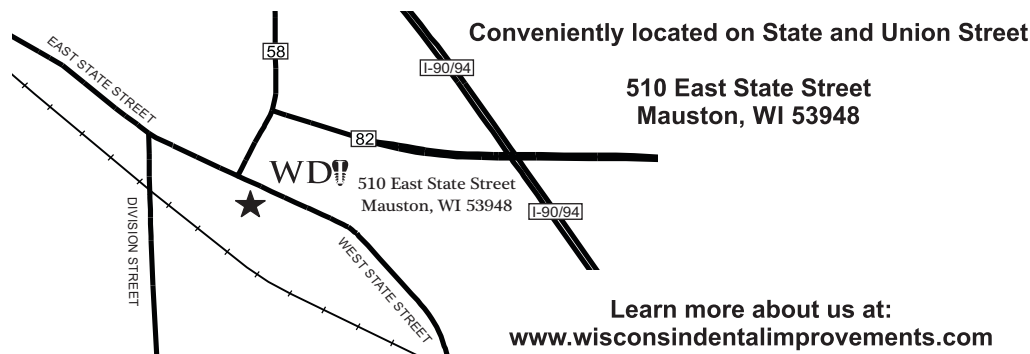 Conveniently located on State and Union Street
510 East State Street
Mauston, WI 53948
EAST STATE STREET
58
I-90/94
82
WD
510 East State Street
Mauston, WI 53948
I-90/94
DIVISION STREET
WEST STATE STREET
Learn more about us at:
www.wisconsindentalimprovements.com